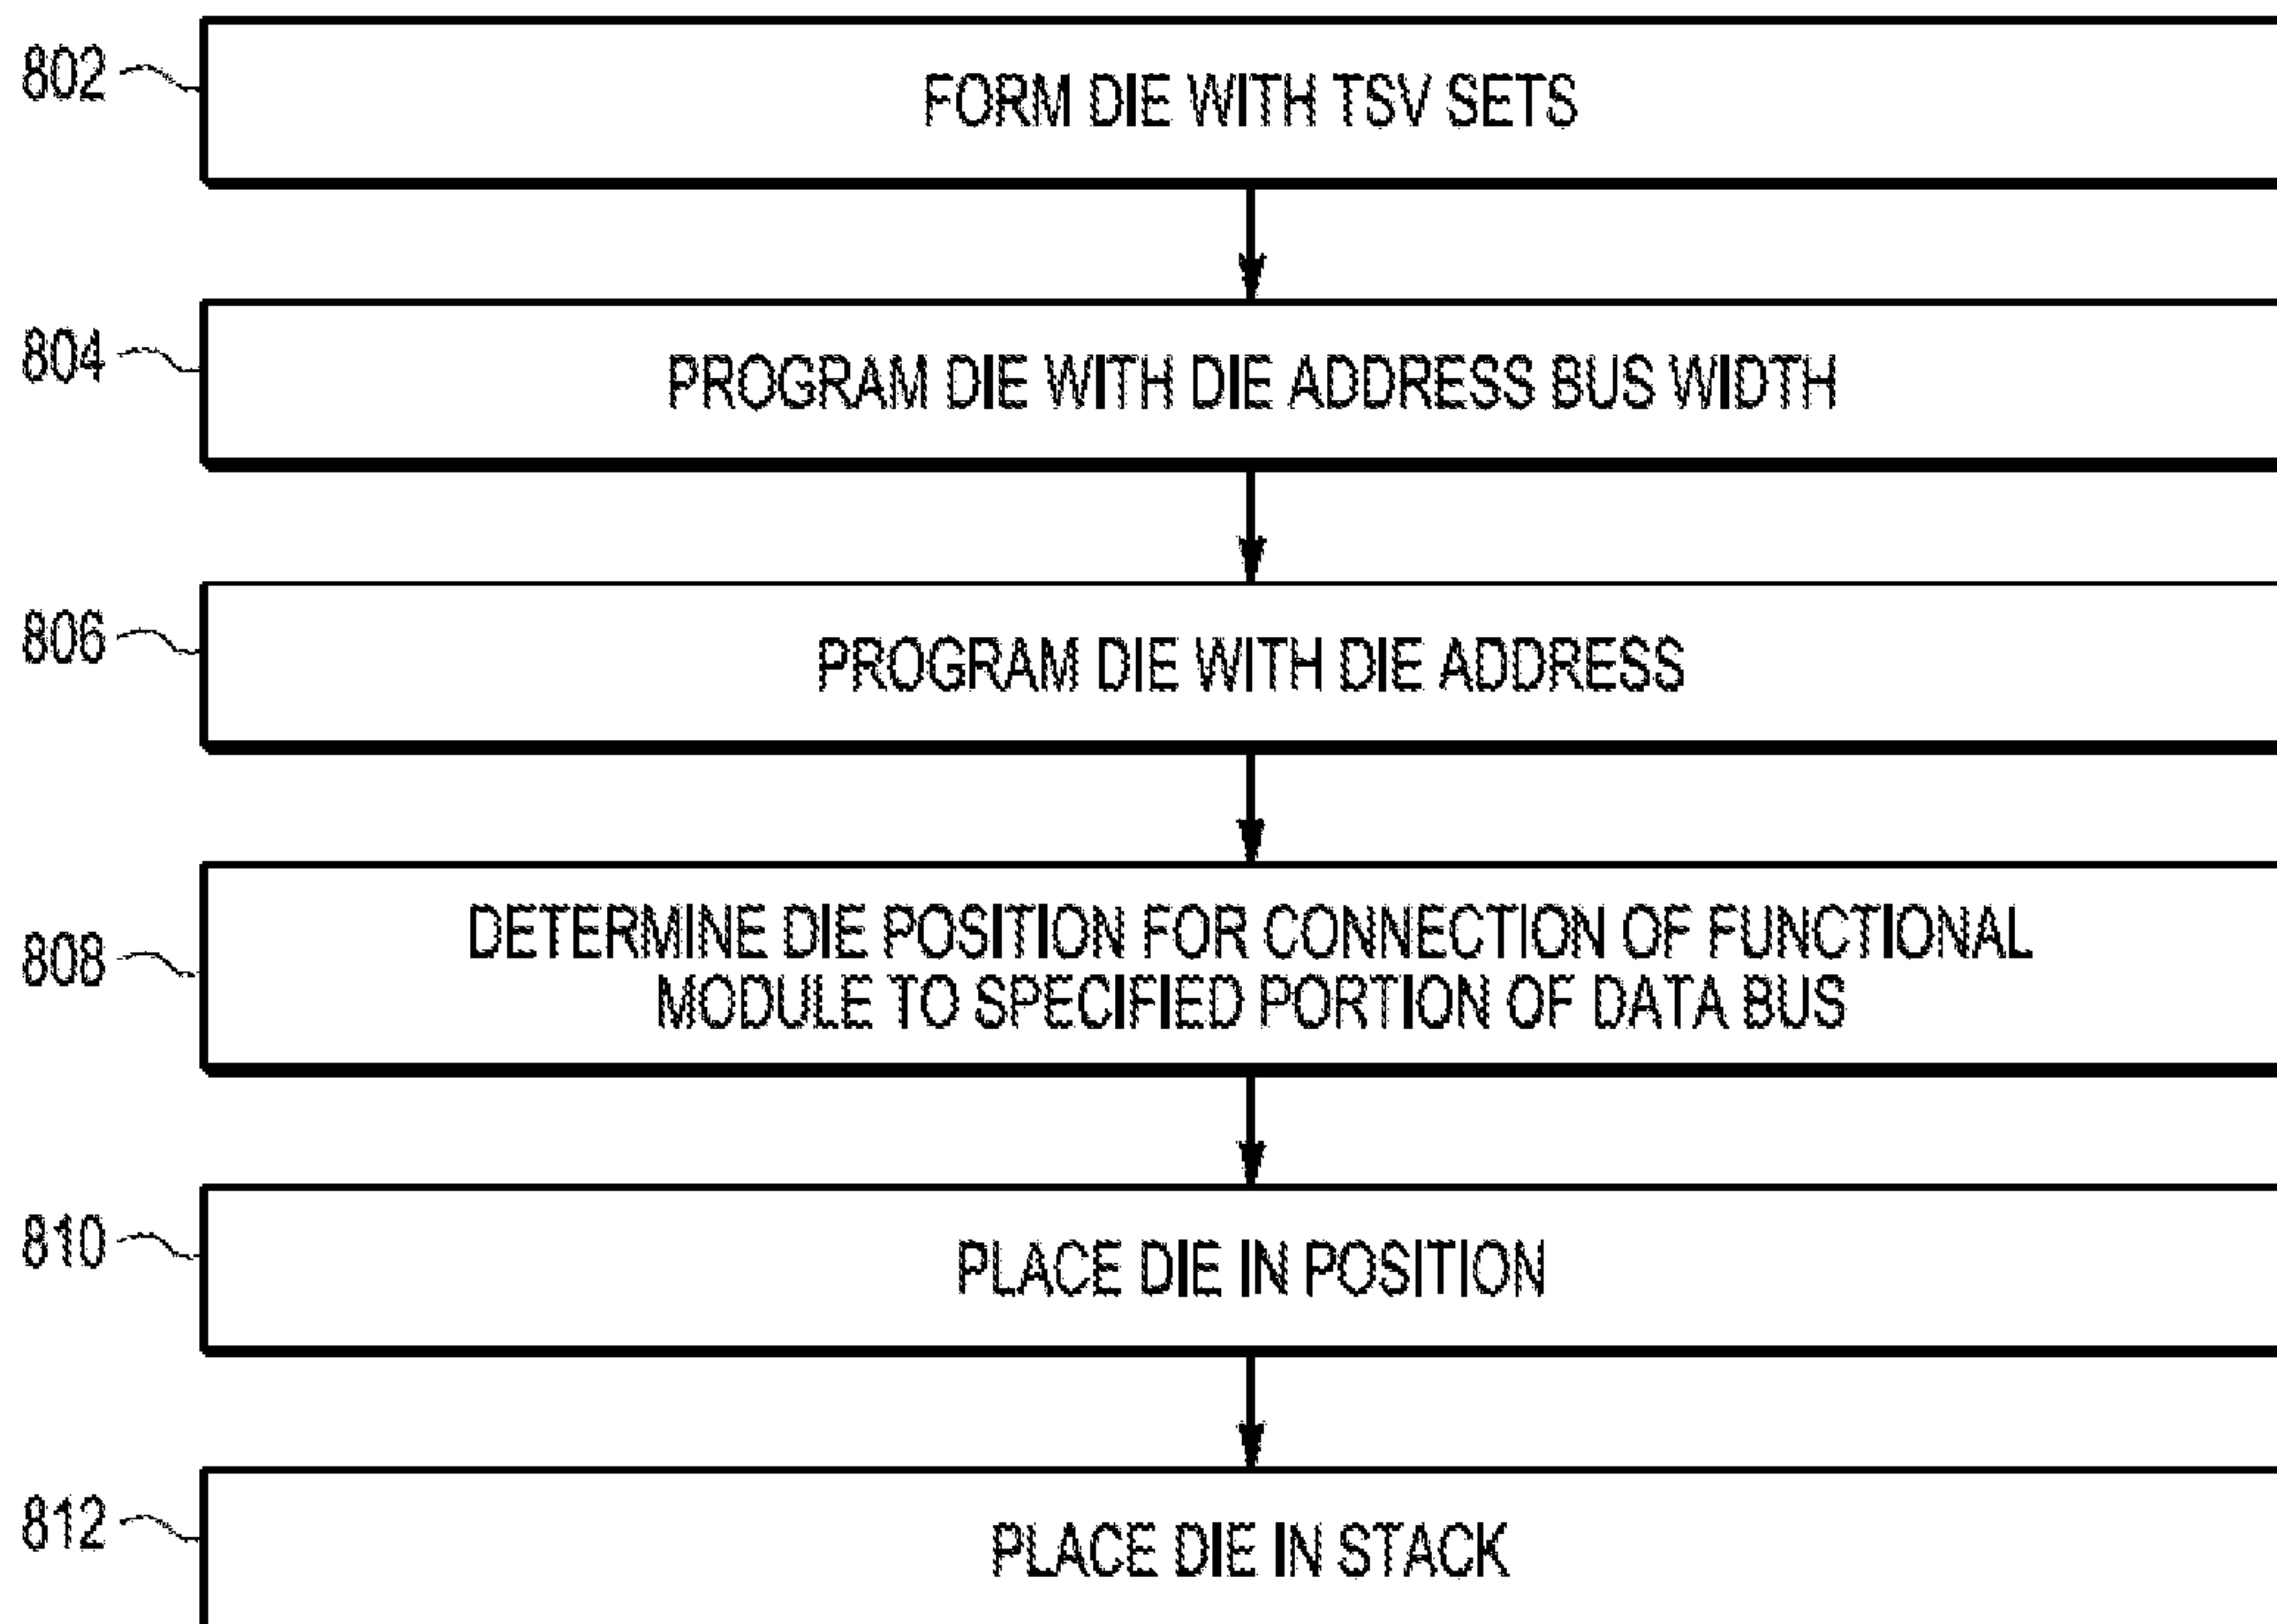 802
FORM DIE WITH TSV SETS
804
PROGRAM DIE WITH DIE ADDRESS BUS WIDTH
806
PROGRAM DIE WITH DIE ADDRESS
808
DETERMINE DIE POSITION FOR CONNECTION OF FUNCTIONAL
MODULE TO SPECIFIED PORTION OF DATA BUS
810
PLACE DIE IN POSITION
812
PLACE DIE IN STACK